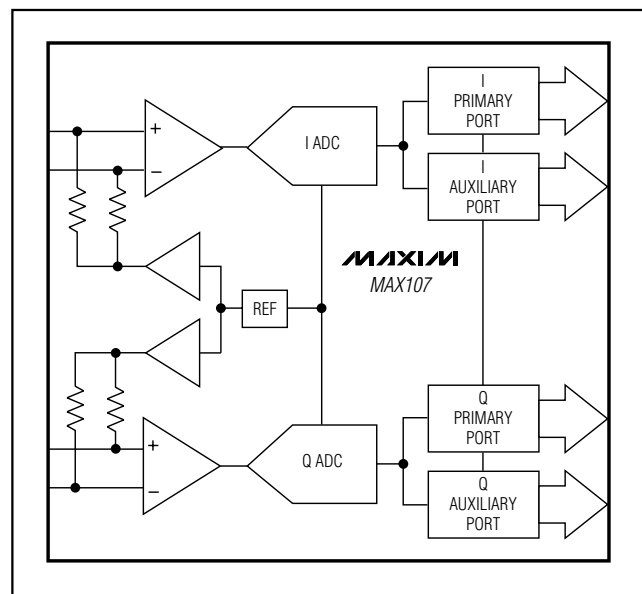 I
PRIMARY
PORT
+
−
I ADC
I
AUXILIARY
PORT
MAXIM
MAX107
REF
Q
PRIMARY
PORT
+
−
Q ADC
Q
AUXILIARY
PORT